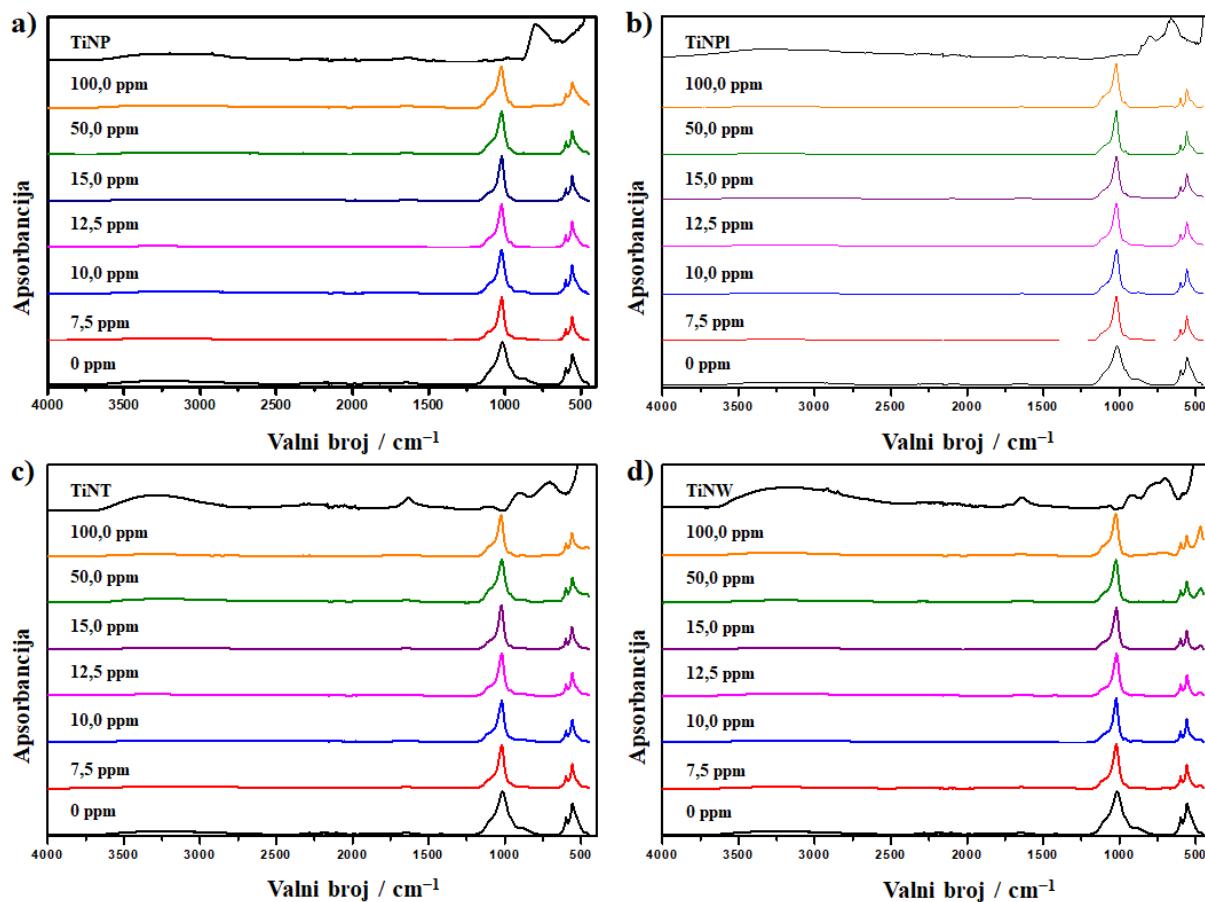 a)
TiNP
100,0 ppm
50,0 ppm
15,0 ppm
12,5 ppm
10,0 ppm
7,5 ppm
0 ppm
Apsorbancija
4000 3500 3000 2500 2000 1500 1000 500
Valni broj / cm⁻¹
b)
TiNPl
100,0 ppm
50,0 ppm
15,0 ppm
12,5 ppm
10,0 ppm
7,5 ppm
0 ppm
Apsorbancija
4000 3500 3000 2500 2000 1500 1000 500
Valni broj / cm⁻¹
c)
TiNT
100,0 ppm
50,0 ppm
15,0 ppm
12,5 ppm
10,0 ppm
7,5 ppm
0 ppm
Apsorbancija
4000 3500 3000 2500 2000 1500 1000 500
Valni broj / cm⁻¹
d)
TiNW
100,0 ppm
50,0 ppm
15,0 ppm
12,5 ppm
10,0 ppm
7,5 ppm
0 ppm
Apsorbancija
4000 3500 3000 2500 2000 1500 1000 500
Valni broj / cm⁻¹